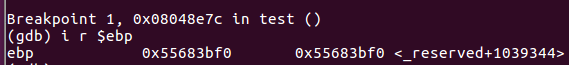 Breakpoint 1, 0x08048e7c in test ()
(gdb) i r $ebp
ebp            0x55683bf0       0x55683bf0 <_reserved+1039344>